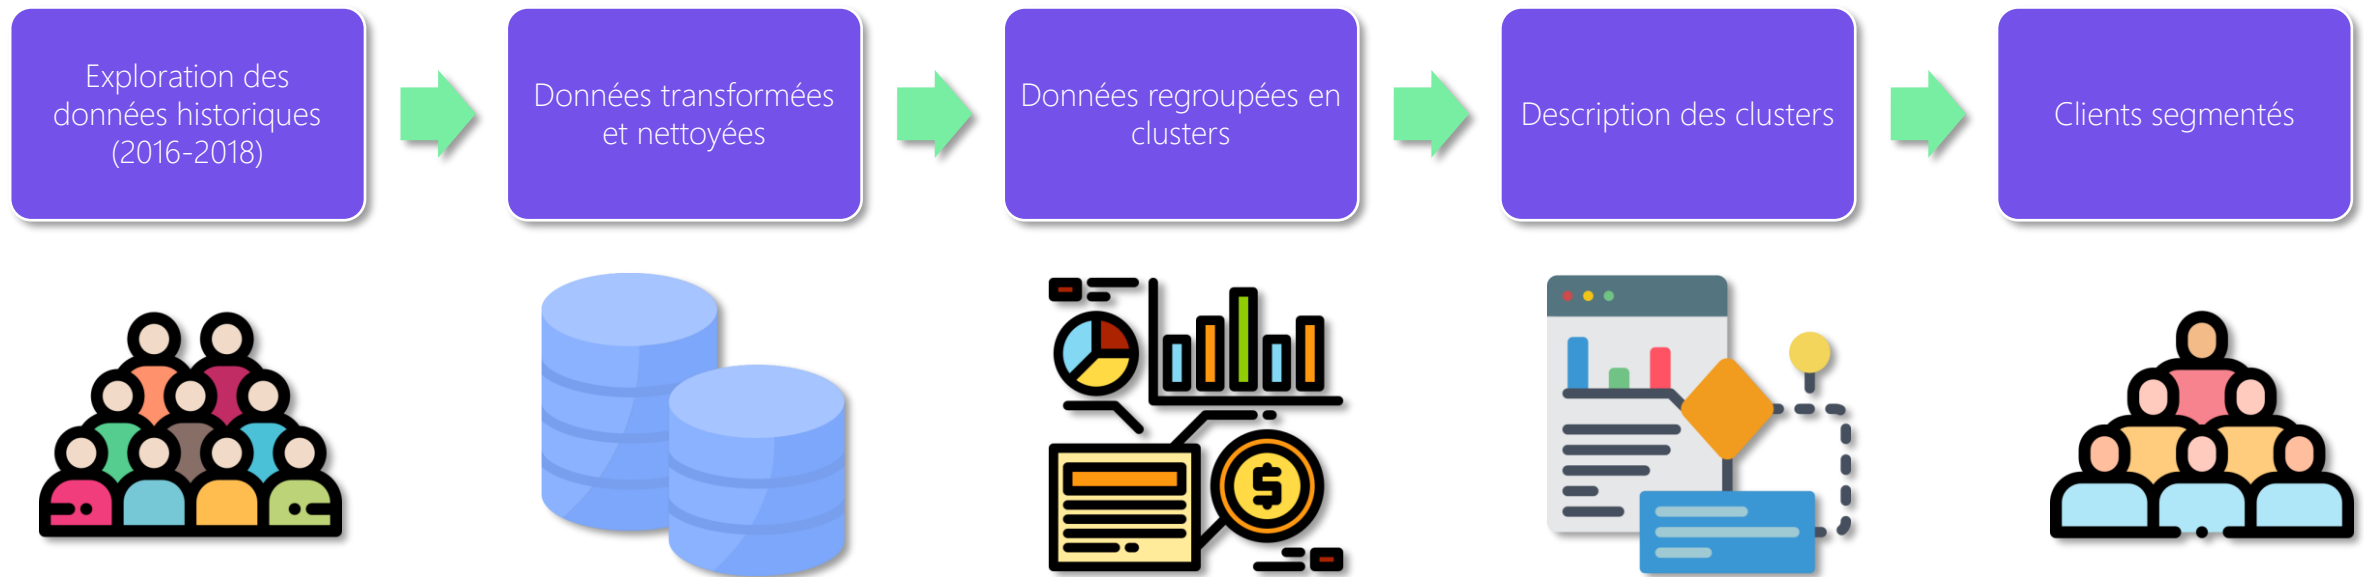 Exploration des
données historiques
(2016-2018)
Données transformées
et nettoyées
Données regroupées en
clusters
Description des clusters
Clients segmentés
$